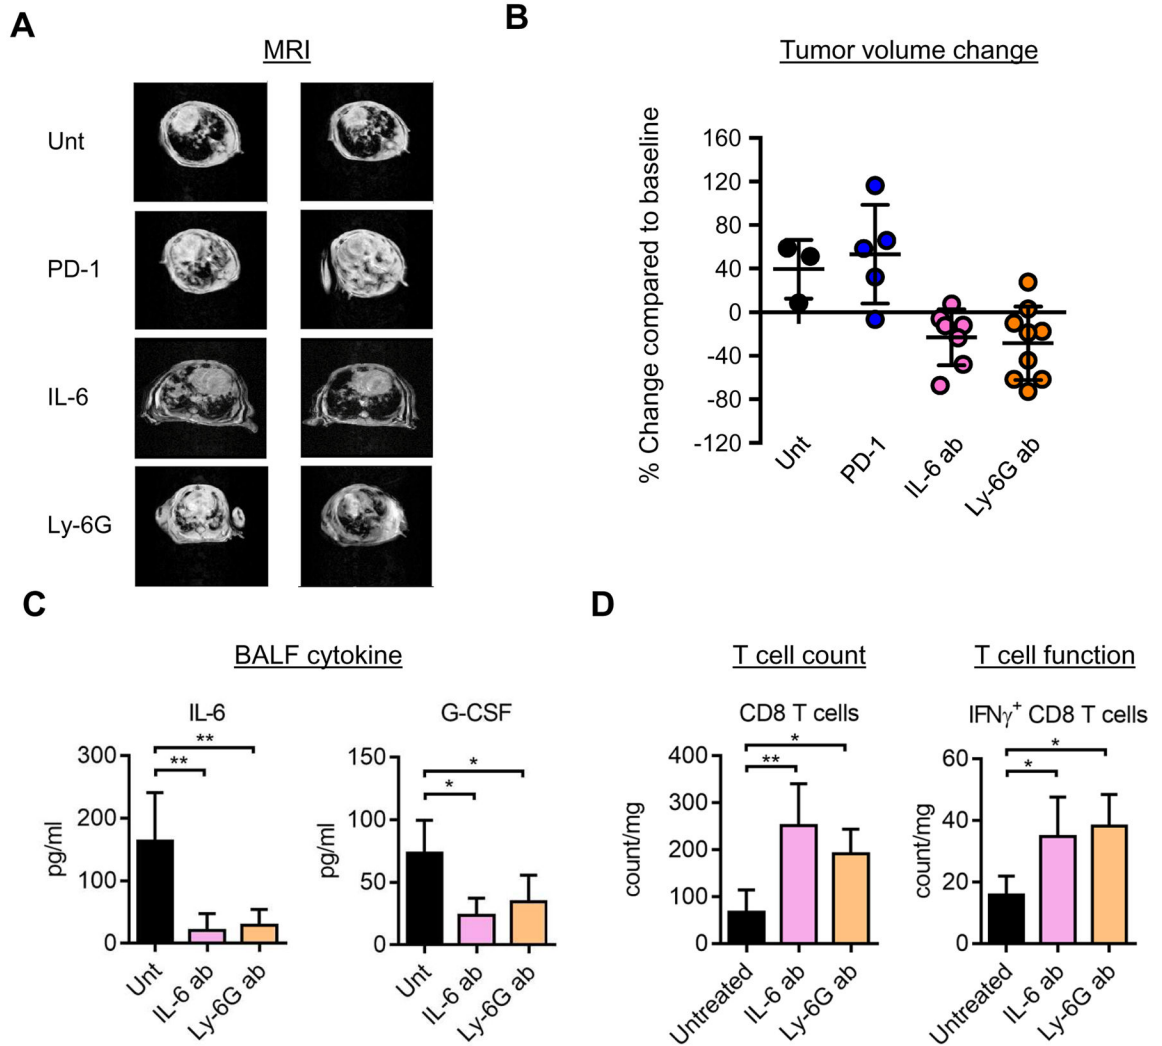 A
MRI
Unt
PD-1
IL-6
Ly-6G
B
Tumor volume change
% Change compared to baseline
160
120
80
40
0
-40
-80
-120
Unt
PD-1
IL-6 ab
Ly-6G ab
C
BALF cytokine
IL-6
pg/ml
300
200
100
0
**
**
Unt
IL-6 ab
Ly-6G ab
G-CSF
pg/ml
150
100
50
0
*
*
Unt
IL-6 ab
Ly-6G ab
D
T cell count
CD8 T cells
count/mg
400
300
200
100
0
*
**
Untreated
IL-6 ab
Ly-6G ab
T cell function
IFNγ⁺ CD8 T cells
count/mg
60
40
20
0
*
*
Untreated
IL-6 ab
Ly-6G ab